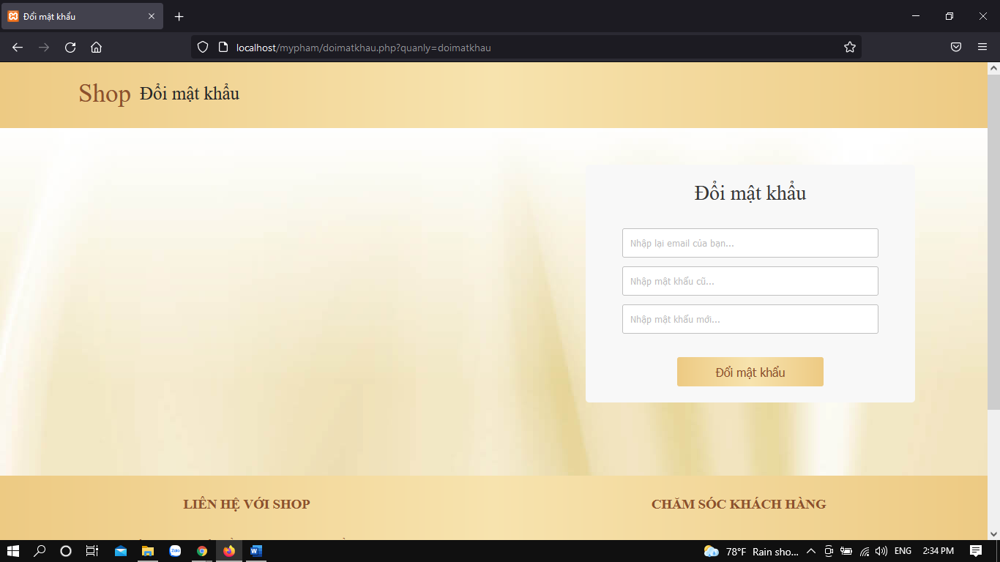 Đổi mật khẩu
localhost/mypham/doimatkhau.php?quanly=doimatkhau
Shop Đổi mật khẩu
Đổi mật khẩu
Nhập lại email của bạn...
Nhập mật khẩu cũ...
Nhập mật khẩu mới...
Đổi mật khẩu
LIÊN HỆ VỚI SHOP
CHĂM SÓC KHÁCH HÀNG
Zalo
78°F Rain sho...
ENG
2:34 PM